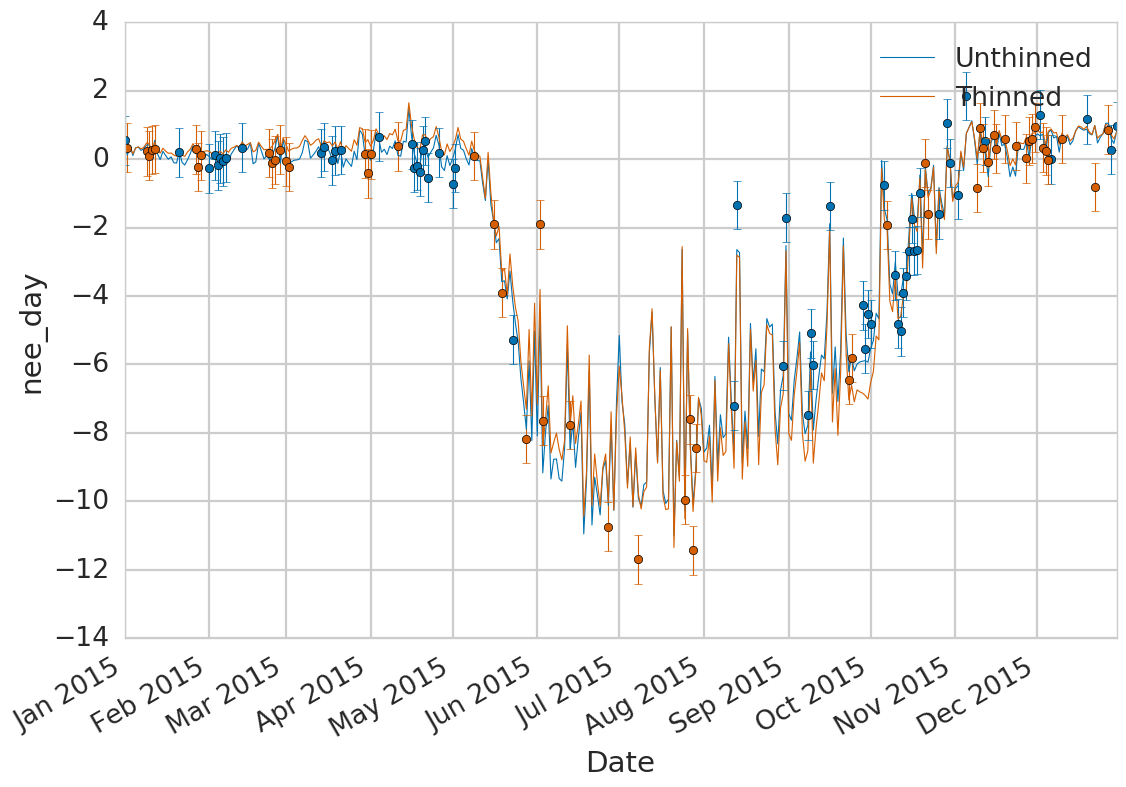 4
2
0
−2
−4
−6
−8
−10
−12
−14
nee_day
Unthinned
Thinned
Jan 2015
Feb 2015
Mar 2015
Apr 2015
May 2015
Jun 2015
Jul 2015
Aug 2015
Sep 2015
Oct 2015
Nov 2015
Dec 2015
Date